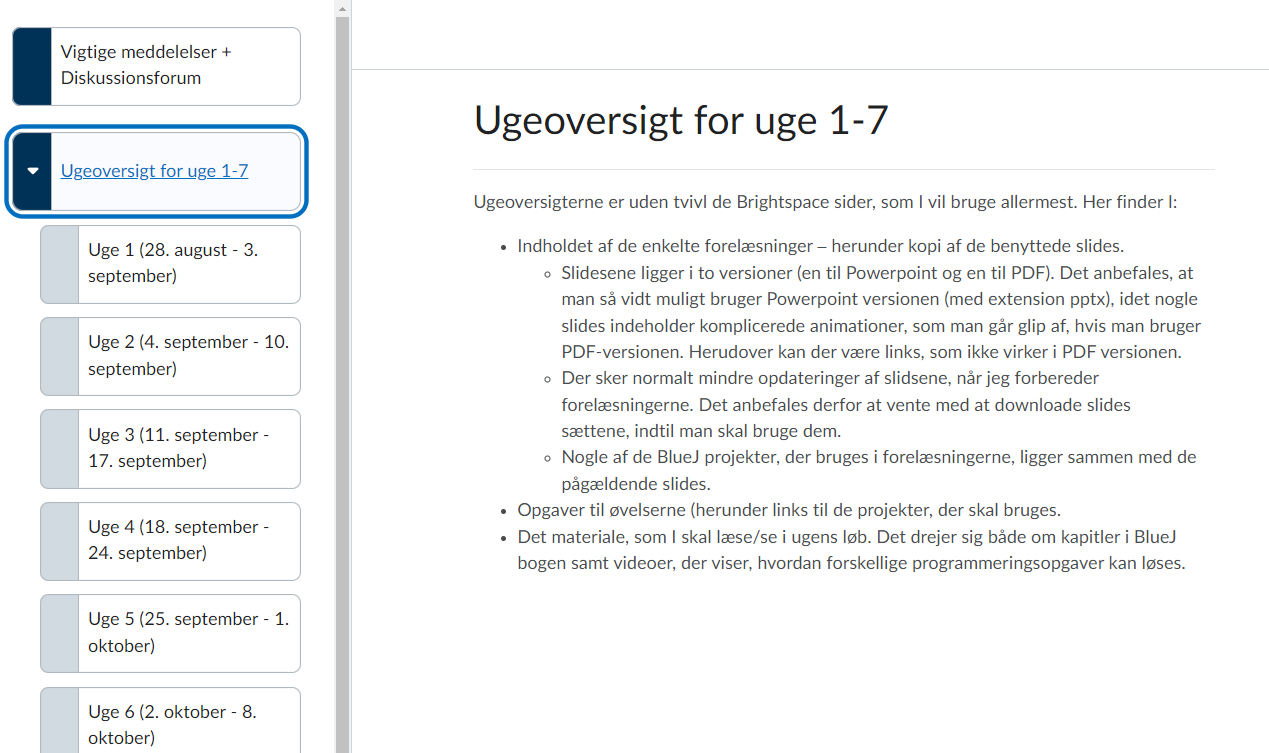 Vigtige meddelelser +
Diskussionsforum
Ugeoversigt for uge 1-7
Uge 1 (28. august - 3.
september)
Uge 2 (4. september - 10.
september)
Uge 3 (11. september -
17. september)
Uge 4 (18. september -
24. september)
Uge 5 (25. september - 1.
oktober)
Uge 6 (2. oktober - 8.
oktober)
Ugeoversigt for uge 1-7
Ugeoversigterne er uden tvivl de Brightspace sider, som I vil bruge allermest. Her finder I:
• Indholdet af de enkelte forelæsninger – herunder kopi af de benyttede slides.
◦ Slidesene ligger i to versioner (en til Powerpoint og en til PDF). Det anbefales, at
man så vidt muligt bruger Powerpoint versionen (med extension pptx), idet nogle
slides indeholder komplicerede animationer, som man går glip af, hvis man bruger
PDF-versionen. Herudover kan der være links, som ikke virker i PDF versionen.
◦ Der sker normalt mindre opdateringer af slidsene, når jeg forbereder
forelæsningerne. Det anbefales derfor at vente med at downloade slides
sættene, indtil man skal bruge dem.
◦ Nogle af de BlueJ projekter, der bruges i forelæsningerne, ligger sammen med de
pågældende slides.
• Opgaver til øvelserne (herunder links til de projekter, der skal bruges.
• Det materiale, som I skal læse/se i ugens løb. Det drejer sig både om kapitler i BlueJ
bogen samt videoer, der viser, hvordan forskellige programmeringsopgaver kan løses.